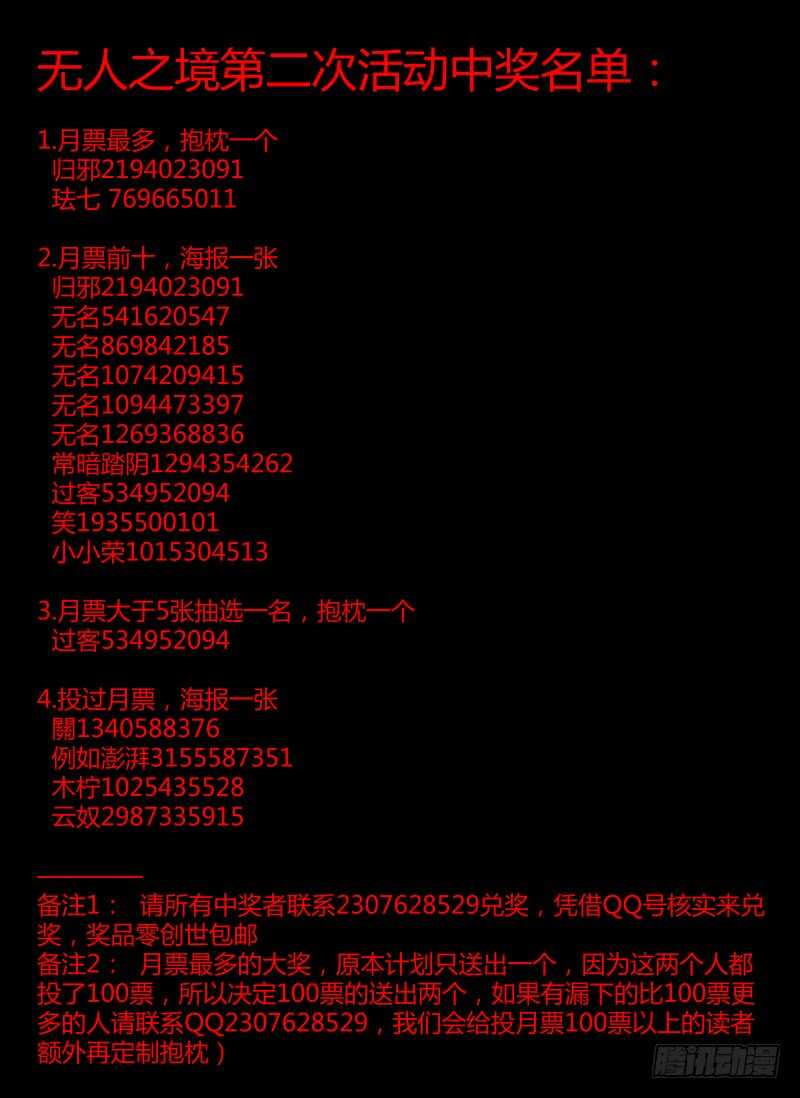 无人之境第二次活动中奖名单：
1.月票最多，抱枕一个
归邪2194023091
珐七 769665011
2.月票前十，海报一张
归邪2194023091
无名541620547
无名869842185
无名1074209415
无名1094473397
无名1269368836
常暗踏阴1294354262
过客534952094
笑1935500101
小小荣1015304513
3.月票大于5张抽选一名，抱枕一个
过客534952094
4.投过月票，海报一张
關1340588376
例如澎湃3155587351
木柠1025435528
云奴2987335915
备注1： 请所有中奖者联系2307628529兑奖，凭借QQ号核实来兑
奖，奖品零创世包邮
备注2： 月票最多的大奖，原本计划只送出一个，因为这两个人都
投了100票，所以决定100票的送出两个，如果有漏下的比100票更
多的人请联系QQ2307628529，我们会给投月票100票以上的读者
额外再定制抱枕）
腾讯动漫